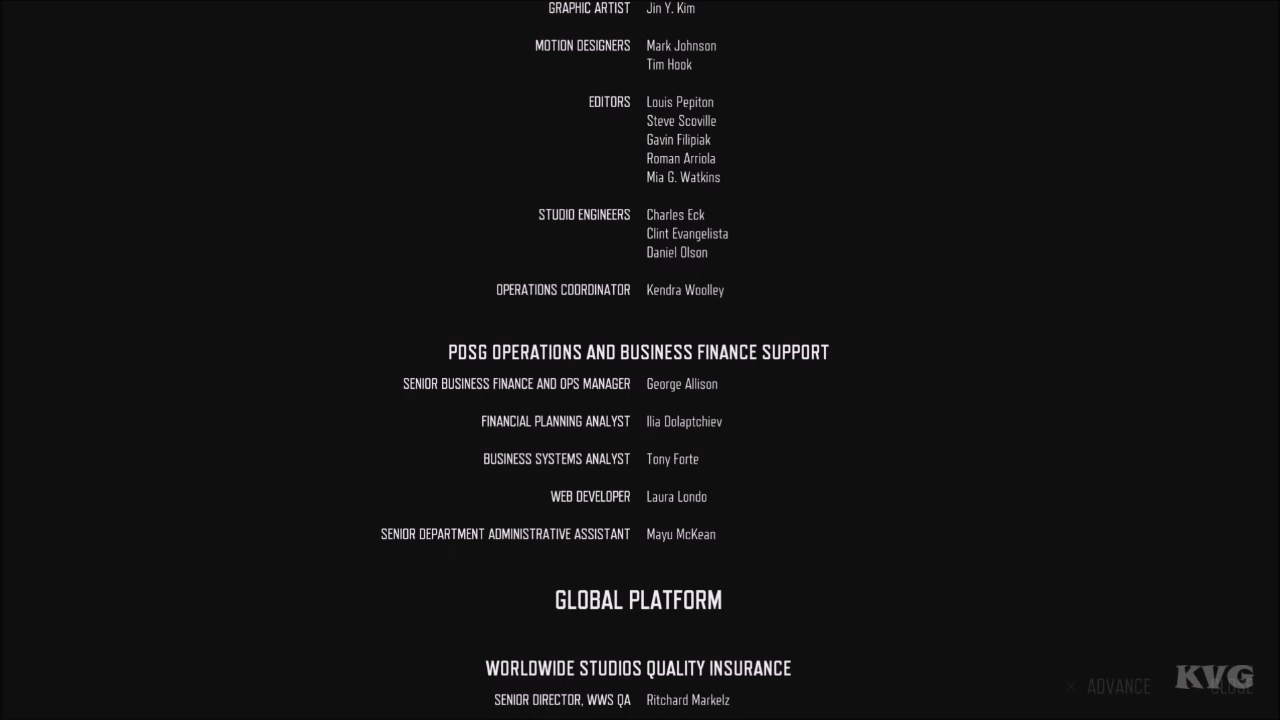 GRAPHIC ARTIST Jin Y. Kim
MOTION DESIGNERS Mark Johnson
Tim Hook
EDITORS Louis Pepiton
Steve Scoville
Gavin Filipiak
Roman Arriola
Mia G. Watkins
STUDIO ENGINEERS Charles Eck
Clint Evangelista
Daniel Olson
OPERATIONS COORDINATOR Kendra Woolley
PDSG OPERATIONS AND BUSINESS FINANCE SUPPORT
SENIOR BUSINESS FINANCE AND OPS MANAGER George Allison
FINANCIAL PLANNING ANALYST Ilia Dolaptchiev
BUSINESS SYSTEMS ANALYST Tony Forte
WEB DEVELOPER Laura Londo
SENIOR DEPARTMENT ADMINISTRATIVE ASSISTANT Mayu McKean
GLOBAL PLATFORM
WORLDWIDE STUDIOS QUALITY INSURANCE
SENIOR DIRECTOR, WWS QA Ritchard Markelz
× ADVANCE CLOSE
KVG